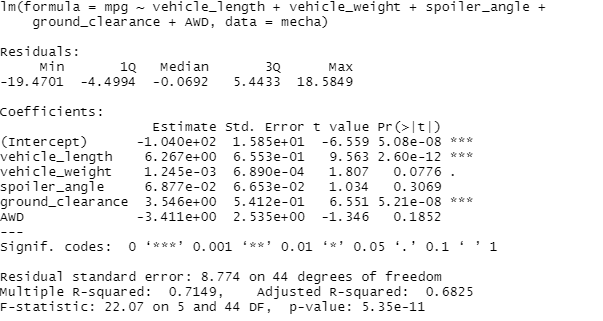 lm(formula = mpg ~ vehicle_length + vehicle_weight + spoiler_angle +
    ground_clearance + AWD, data = mecha)

Residuals:
     Min       1Q   Median       3Q      Max
-19.4701  -4.4994  -0.0692   5.4433  18.5849

Coefficients:
                   Estimate Std. Error t value Pr(>|t|)
(Intercept)      -1.040e+02  1.585e+01  -6.559 5.08e-08 ***
vehicle_length    6.267e+00  6.553e-01   9.563 2.60e-12 ***
vehicle_weight    1.245e-03  6.890e-04   1.807   0.0776 .
spoiler_angle     6.877e-02  6.653e-02   1.034   0.3069
ground_clearance  3.546e+00  5.412e-01   6.551 5.21e-08 ***
AWD              -3.411e+00  2.535e+00  -1.346   0.1852
---
Signif. codes:  0 ‘***’ 0.001 ‘**’ 0.01 ‘*’ 0.05 ‘.’ 0.1 ‘ ’ 1

Residual standard error: 8.774 on 44 degrees of freedom
Multiple R-squared:  0.7149,    Adjusted R-squared:  0.6825
F-statistic: 22.07 on 5 and 44 DF,  p-value: 5.35e-11